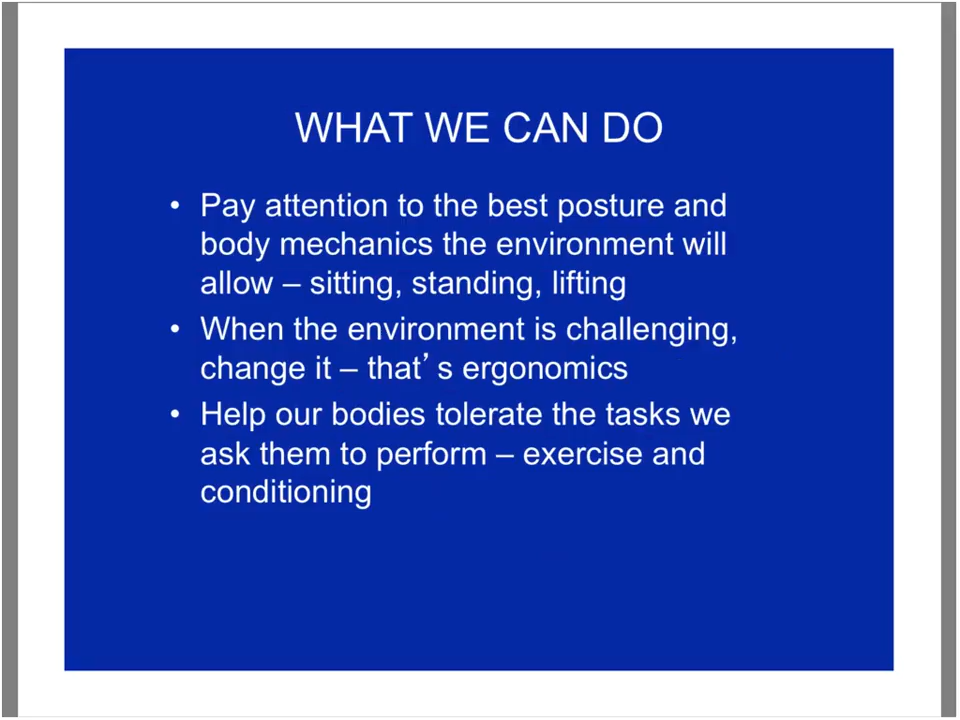 WHAT WE CAN DO
• Pay attention to the best posture and
body mechanics the environment will
allow – sitting, standing, lifting
• When the environment is challenging,
change it – that’s ergonomics
• Help our bodies tolerate the tasks we
ask them to perform – exercise and
conditioning